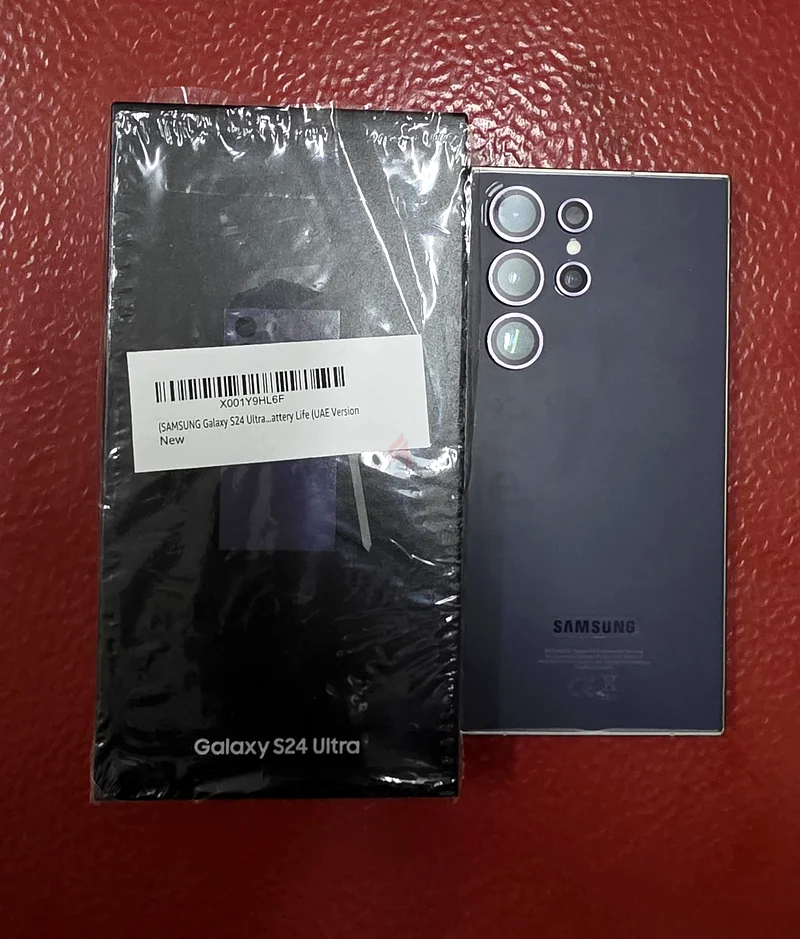 X001Y9HL6F
(SAMSUNG Galaxy S24 Ultra...attery Life (UAE Version
New
Galaxy S24 Ultra
SAMSUNG